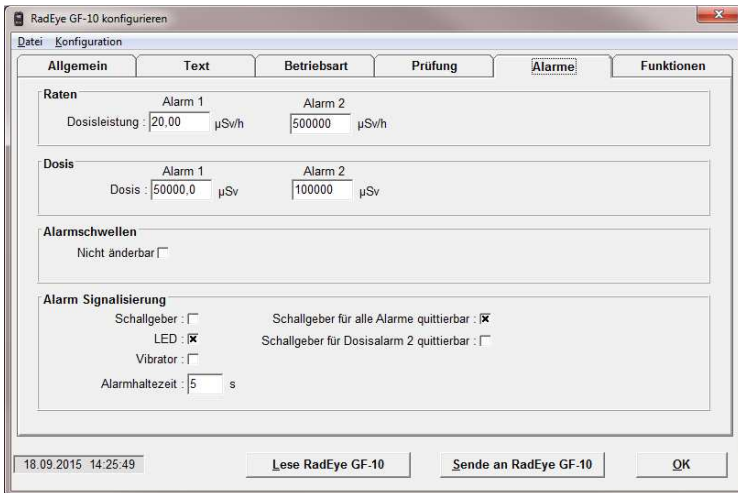 RadEye GF-10 konfigurieren
Datei Konfiguration
Allgemein Text Betriebsart Prüfung Alarme Funktionen
Raten
Alarm 1 Alarm 2
Dosisleistung : 20,00 µSv/h 500000 µSv/h
Dosis
Alarm 1 Alarm 2
Dosis : 50000,0 µSv 100000 µSv
Alarmschwellen
Nicht änderbar
Alarm Signalisierung
Schallgeber : Schallgeber für alle Alarme quittierbar :
LED : Schallgeber für Dosisalarm 2 quittierbar :
Vibrator :
Alarmhaltezeit : 5 s
18.09.2015 14:25:49 Lese RadEye GF-10 Sende an RadEye GF-10 OK